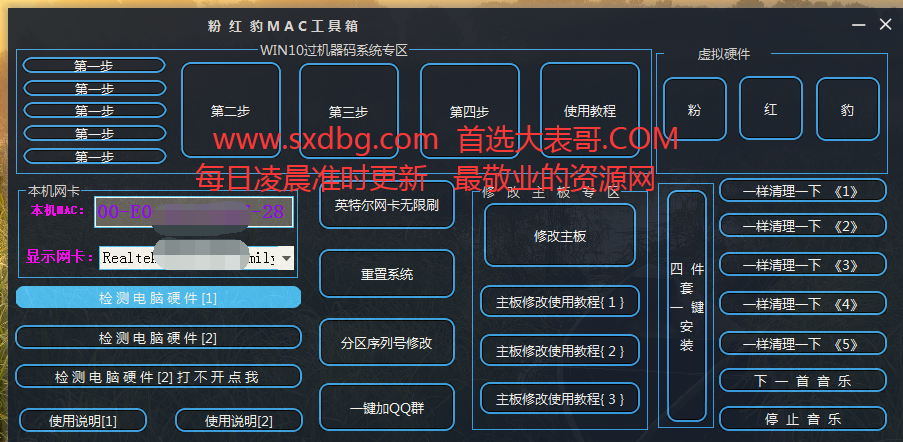 粉 红 豹 MAC 工 具 箱
WIN10过机器码系统专区
虚拟硬件
第一步
第一步
第一步
第一步
第一步
第二步
第三步
第四步
使用教程
粉
红
豹
www.sxdbg.com 首选大表哥.COM
每日凌晨准时更新 最敬业的资源网
本机网卡
本机MAC：
00-E0
-28
显示网卡：
Realte
mily
检 测 电 脑 硬 件 [1]
检 测 电 脑 硬 件 [2]
检 测 电 脑 硬 件 [2] 打 不 开 点 我
使用说明[1]
使用说明[2]
英特尔网卡无限刷
重置系统
分区序列号修改
一键加QQ群
修 改 主 板 专 区
修改主板
主板修改使用教程{ 1 }
主板修改使用教程{ 2 }
主板修改使用教程{ 3 }
四 件
套
一 键
安
装
一样清理一下 《1》
一样清理一下 《2》
一样清理一下 《3》
一样清理一下 《4》
一样清理一下 《5》
下 一 首 音 乐
停 止 音 乐